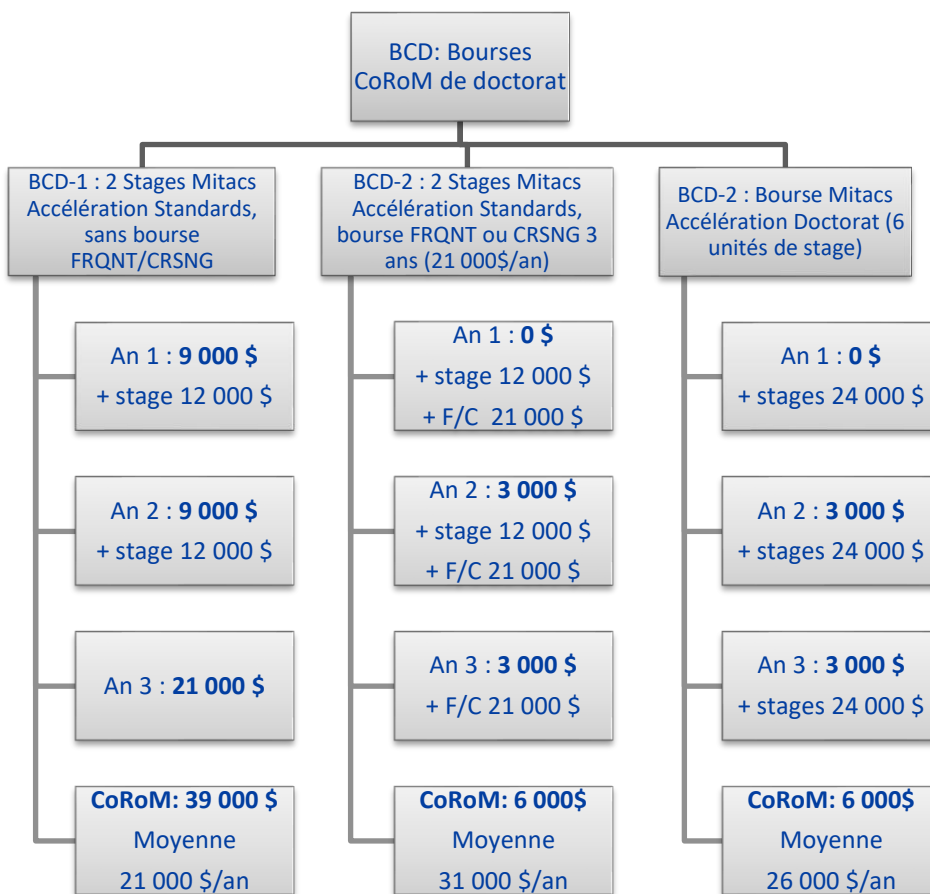 BCD: Bourses
CoRoM de doctorat
BCD-1 : 2 Stages Mitacs
Accélération Standards,
sans bourse
FRQNT/CRSNG
An 1 : 9 000 $
+ stage 12 000 $
An 2 : 9 000 $
+ stage 12 000 $
An 3 : 21 000 $
CoRoM: 39 000 $
Moyenne
21 000 $/an
BCD-2 : 2 Stages Mitacs
Accélération Standards,
bourse FRQNT ou CRSNG 3
ans (21 000$/an)
An 1 : 0 $
+ stage 12 000 $
+ F/C 21 000 $
An 2 : 3 000 $
+ stage 12 000 $
+ F/C 21 000 $
An 3 : 3 000 $
+ F/C 21 000 $
CoRoM: 6 000$
Moyenne
31 000 $/an
BCD-2 : Bourse Mitacs
Accélération Doctorat (6
unités de stage)
An 1 : 0 $
+ stages 24 000 $
An 2 : 3 000 $
+ stages 24 000 $
An 3 : 3 000 $
+ stages 24 000 $
CoRoM: 6 000$
Moyenne
26 000 $/an